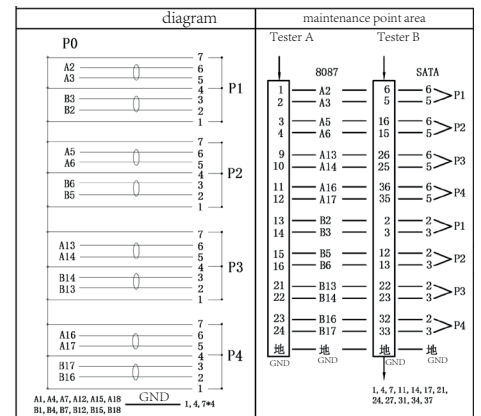 diagram
maintenance point area
P0
7
A2 6
A3 5
4 P1
B3 3
B2 2
1
7
A5 6
A6 5
4 P2
B6 3
B5 2
1
7
A13 6
A14 5
4 P3
B14 3
B13 2
1
7
A16 6
A17 5
4 P4
B17 3
B16 2
1
A1, A4, A7, A12, A15, A18
B1, B4, B7, B12, B15, B18
GND
1, 4, 7*4
Tester A Tester B
8087 SATA
1 A2 6 6
2 A3 5 5 P1
3 A5 16 6
4 A6 15 5 P2
9 A13 26 6
10 A14 25 5 P3
11 A16 36 6
12 A17 35 5 P4
13 B2 2 2
14 B3 3 3 P1
15 B5 12 2
16 B6 13 3 P2
21 B13 22 2
22 B14 23 3 P3
23 B16 32 2
24 B17 33 3 P4
地 地 地 地
GND GND GND GND
1, 4, 7, 11, 14, 17, 21,
24, 27, 31, 34, 37